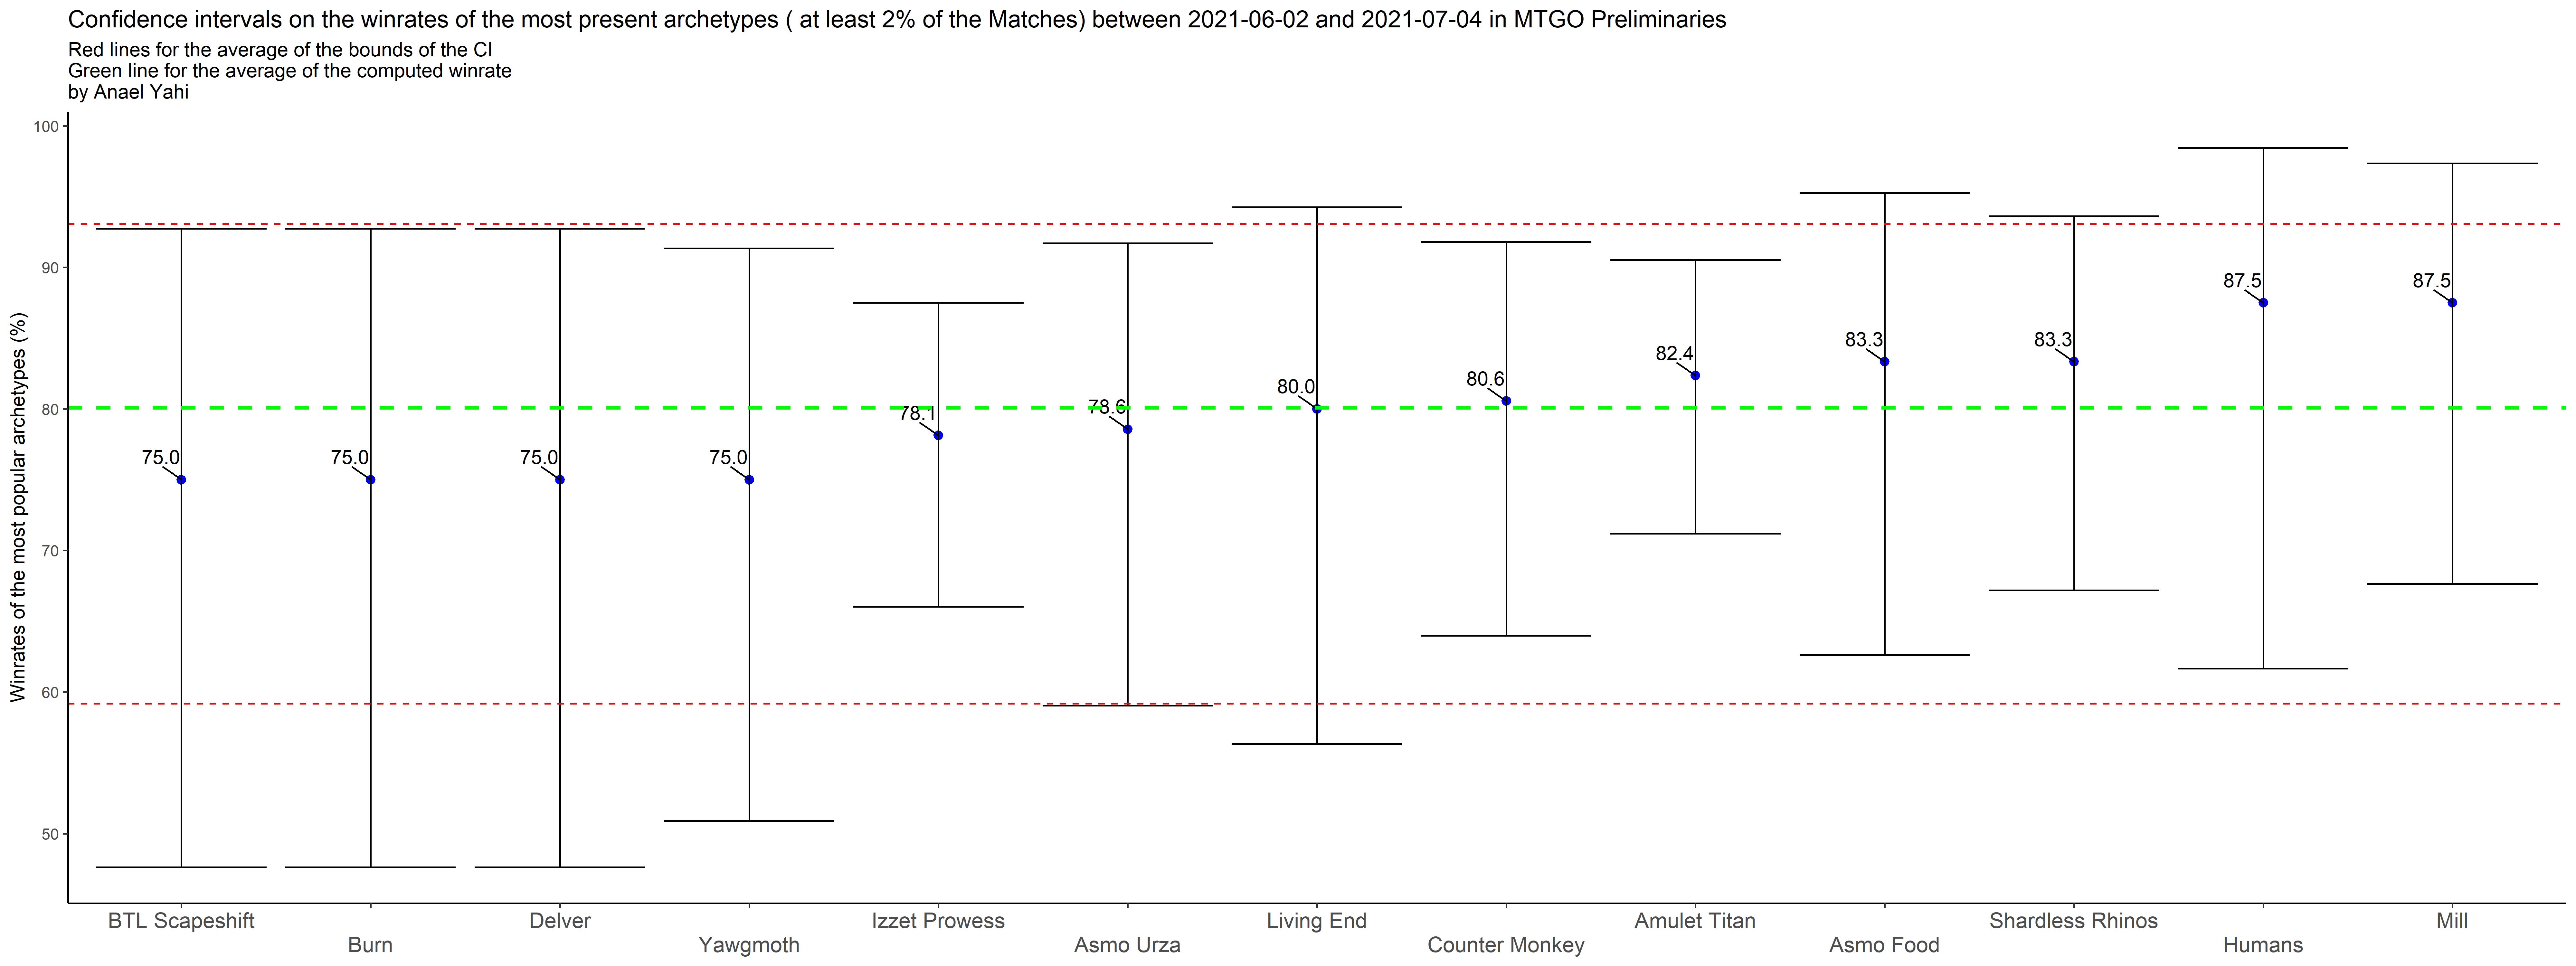 Confidence intervals on the winrates of the most present archetypes ( at least 2% of the Matches) between 2021-06-02 and 2021-07-04 in MTGO Preliminaries
Red lines for the average of the bounds of the CI
Green line for the average of the computed winrate
by Anael Yahi
Winrates of the most popular archetypes (%)
100
90
80
70
60
50
75.0
75.0
75.0
75.0
78.1
78.6
80.0
80.6
82.4
83.3
83.3
87.5
87.5
BTL Scapeshift
Burn
Delver
Yawgmoth
Izzet Prowess
Asmo Urza
Living End
Counter Monkey
Amulet Titan
Asmo Food
Shardless Rhinos
Humans
Mill